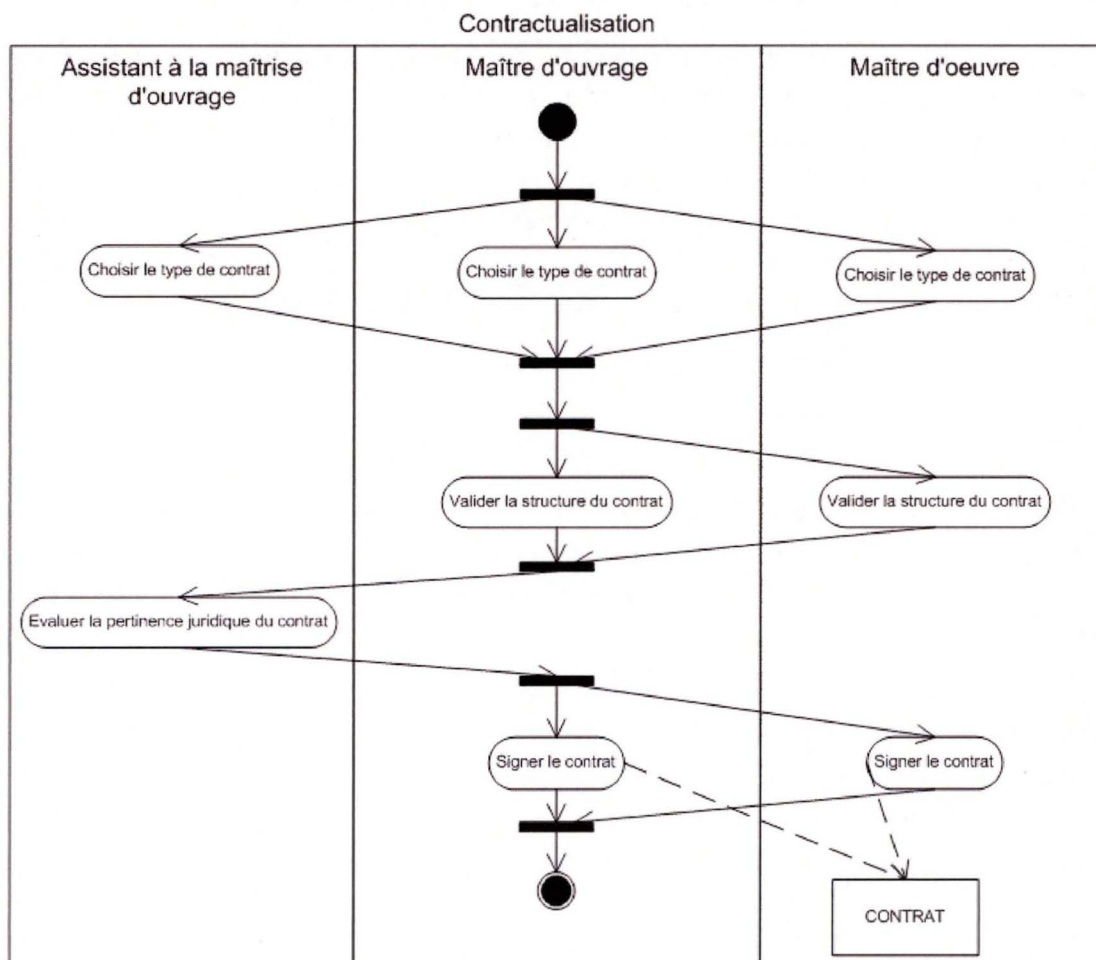 Contractualisation
Assistant à la maîtrise
d'ouvrage
Maître d'ouvrage
Maître d'oeuvre
Choisir le type de contrat
Choisir le type de contrat
Choisir le type de contrat
Valider la structure du contrat
Valider la structure du contrat
Evaluer la pertinence juridique du contrat
Signer le contrat
Signer le contrat
CONTRAT